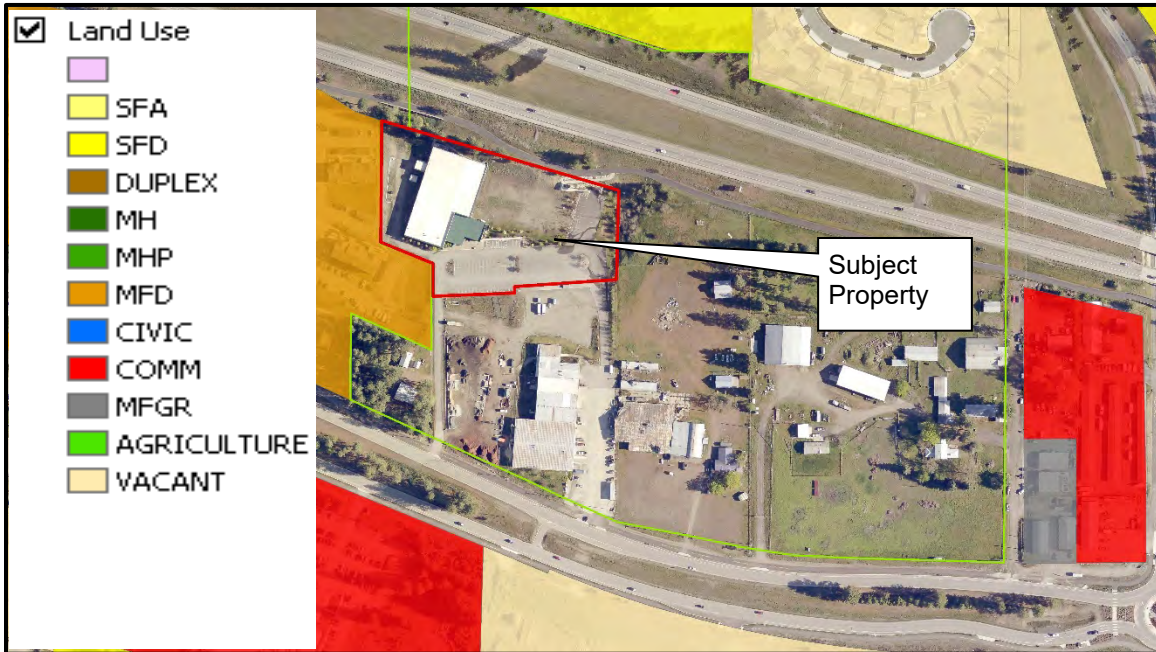 Land Use
SFA
SFD
DUPLEX
MH
MHP
MFD
CIVIC
COMM
MFGR
AGRICULTURE
VACANT
Subject
Property